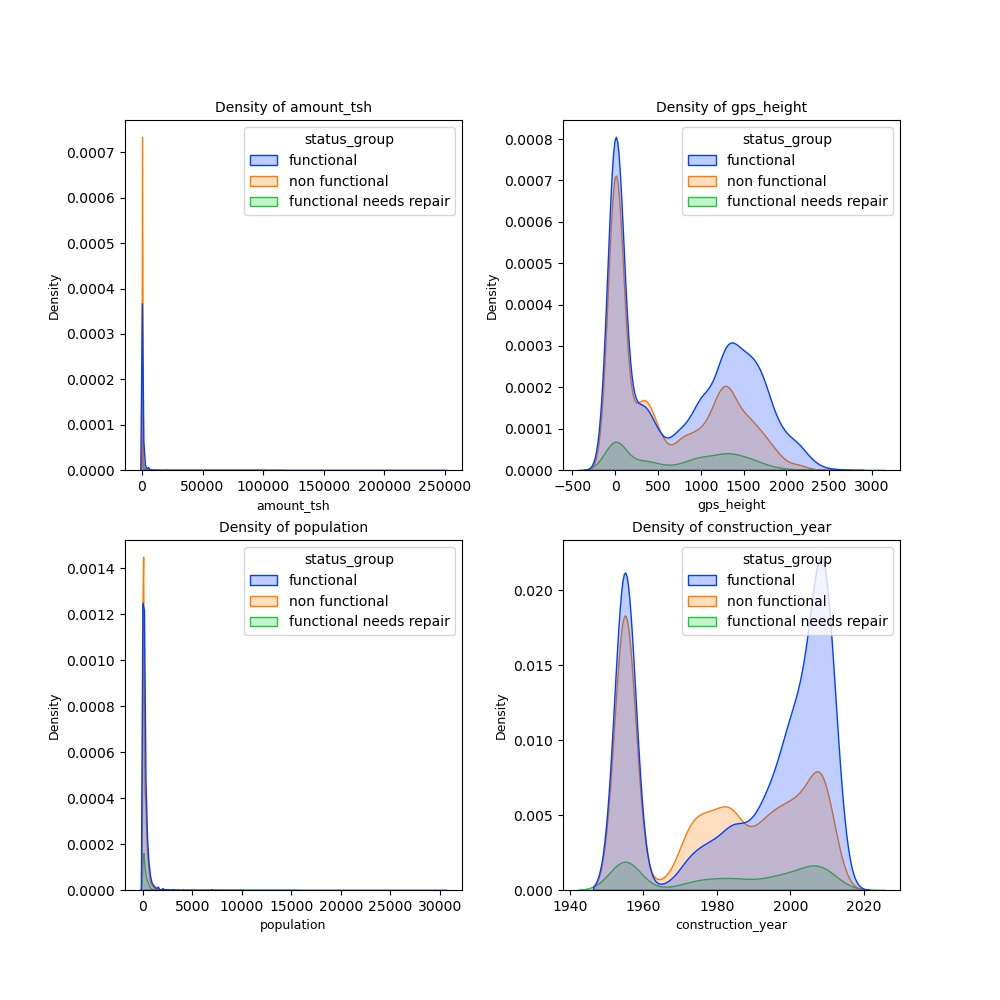 Density of amount_tsh
0.0007
0.0006
0.0005
0.0004
0.0003
0.0002
0.0001
0.0000
Density
status_group
functional
non functional
functional needs repair
0 50000 100000 150000 200000 250000
amount_tsh
Density of gps_height
0.0008
0.0007
0.0006
0.0005
0.0004
0.0003
0.0002
0.0001
0.0000
Density
status_group
functional
non functional
functional needs repair
−500 0 500 1000 1500 2000 2500 3000
gps_height
Density of population
0.0014
0.0012
0.0010
0.0008
0.0006
0.0004
0.0002
0.0000
Density
status_group
functional
non functional
functional needs repair
0 5000 10000 15000 20000 25000 30000
population
Density of construction_year
0.020
0.015
0.010
0.005
0.000
Density
status_group
functional
non functional
functional needs repair
1940 1960 1980 2000 2020
construction_year